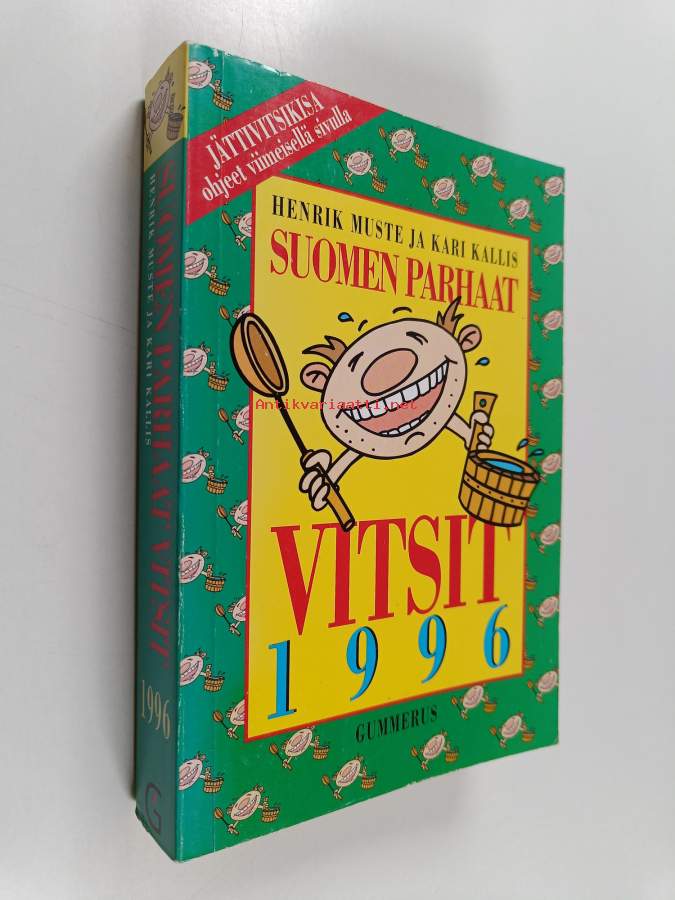 JÄTTIVITSIKISA
ohjeet viimeisellä sivulla
HENRIK MUSTE JA KARI KALLIS
SUOMEN PARHAAT
VITSIT
1996
GUMMERUS
SUOMEN PARHAAT VITSIT
HENRIK MUSTE JA KARI KALLIS
1996
G
Antikvariaatti.net